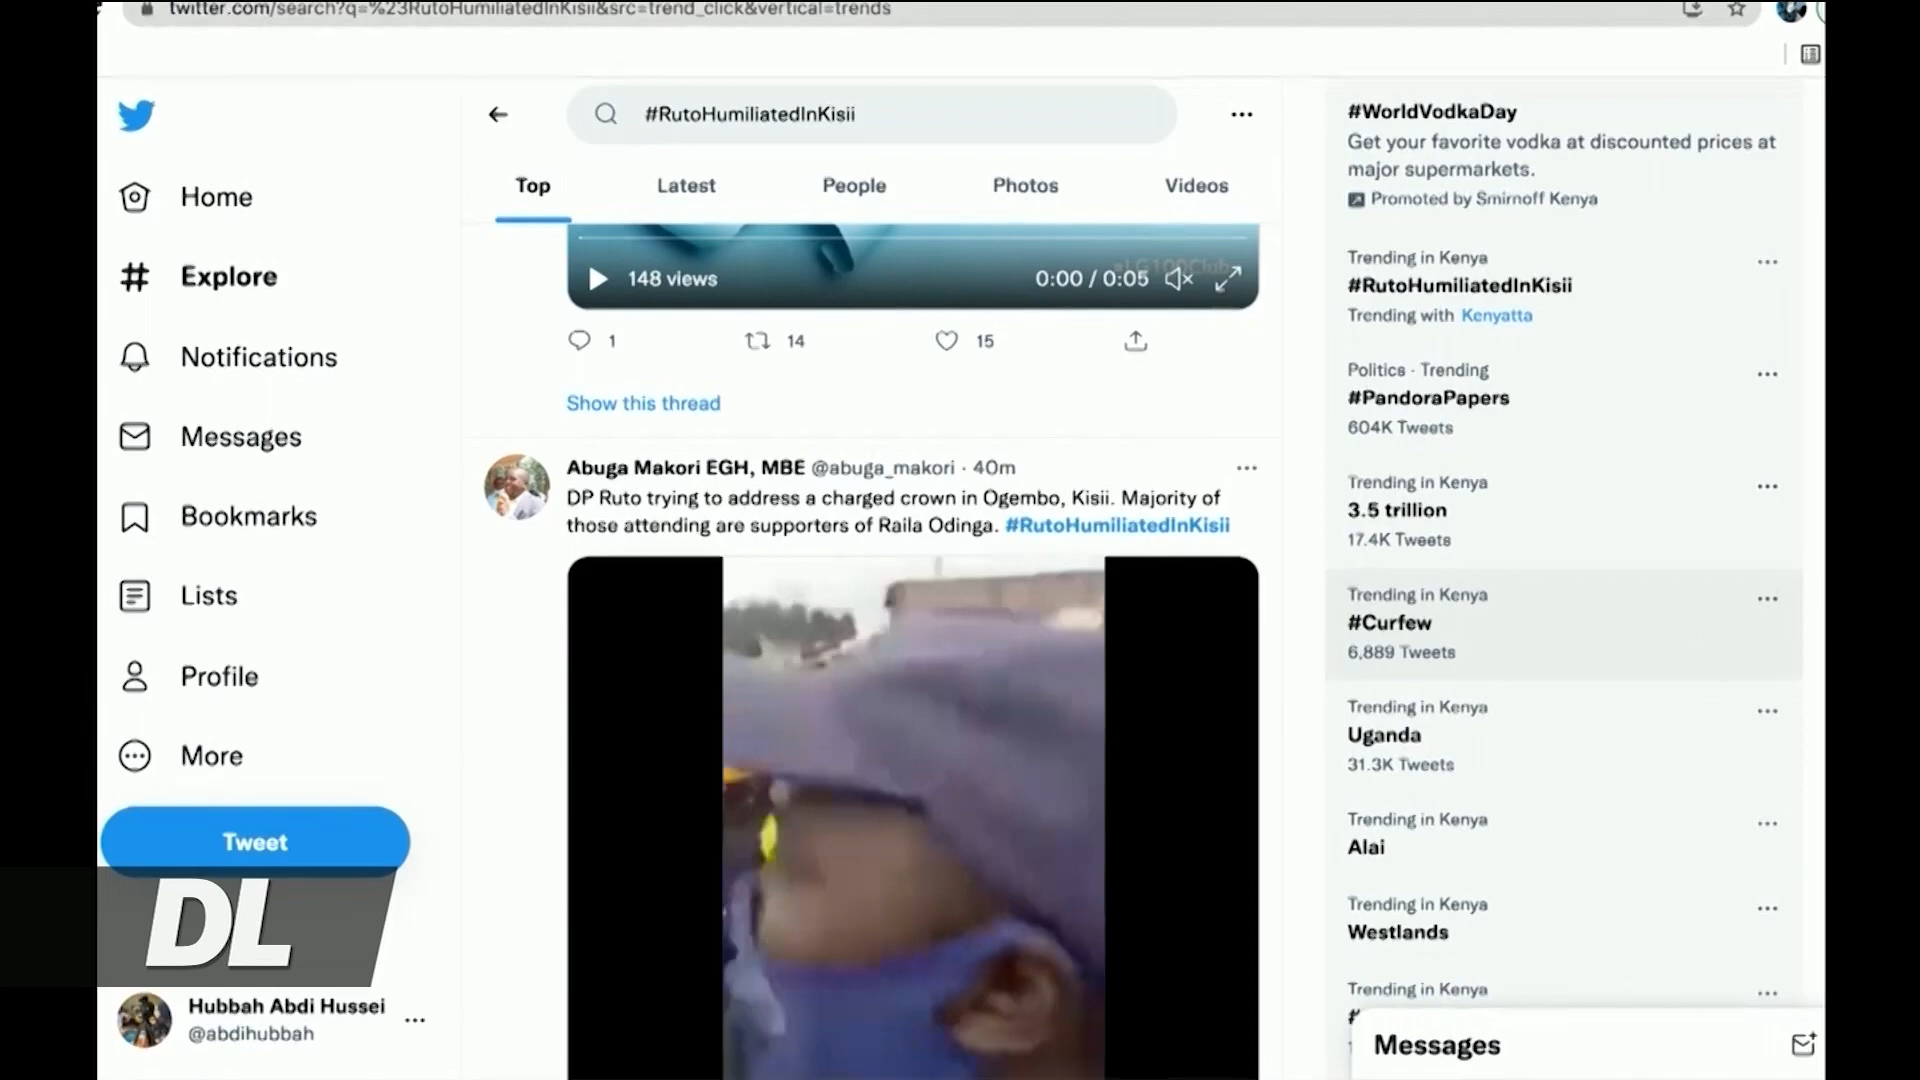 twitter.com/search?q=%23RutoHumiliatedInKisii&src=trend_click&vertical=trends
#RutoHumiliatedInKisii
Home
Explore
Notifications
Messages
Bookmarks
Lists
Profile
More
Tweet
DL
Hubbah Abdi Hussei
@abdihubbah
Top
Latest
People
Photos
Videos
148 views
0:00 / 0:05
1
14
15
Show this thread
Abuga Makori EGH, MBE @abuga_makori · 40m
DP Ruto trying to address a charged crown in Ogembo, Kisii. Majority of
those attending are supporters of Raila Odinga. #RutoHumiliatedInKisii
#WorldVodkaDay
Get your favorite vodka at discounted prices at
major supermarkets.
Promoted by Smirnoff Kenya
Trending in Kenya
#RutoHumiliatedInKisii
Trending with Kenyatta
Politics · Trending
#PandoraPapers
604K Tweets
Trending in Kenya
3.5 trillion
17.4K Tweets
Trending in Kenya
#Curfew
6,889 Tweets
Trending in Kenya
Uganda
31.3K Tweets
Trending in Kenya
Alai
Trending in Kenya
Westlands
Trending in Kenya
Messages